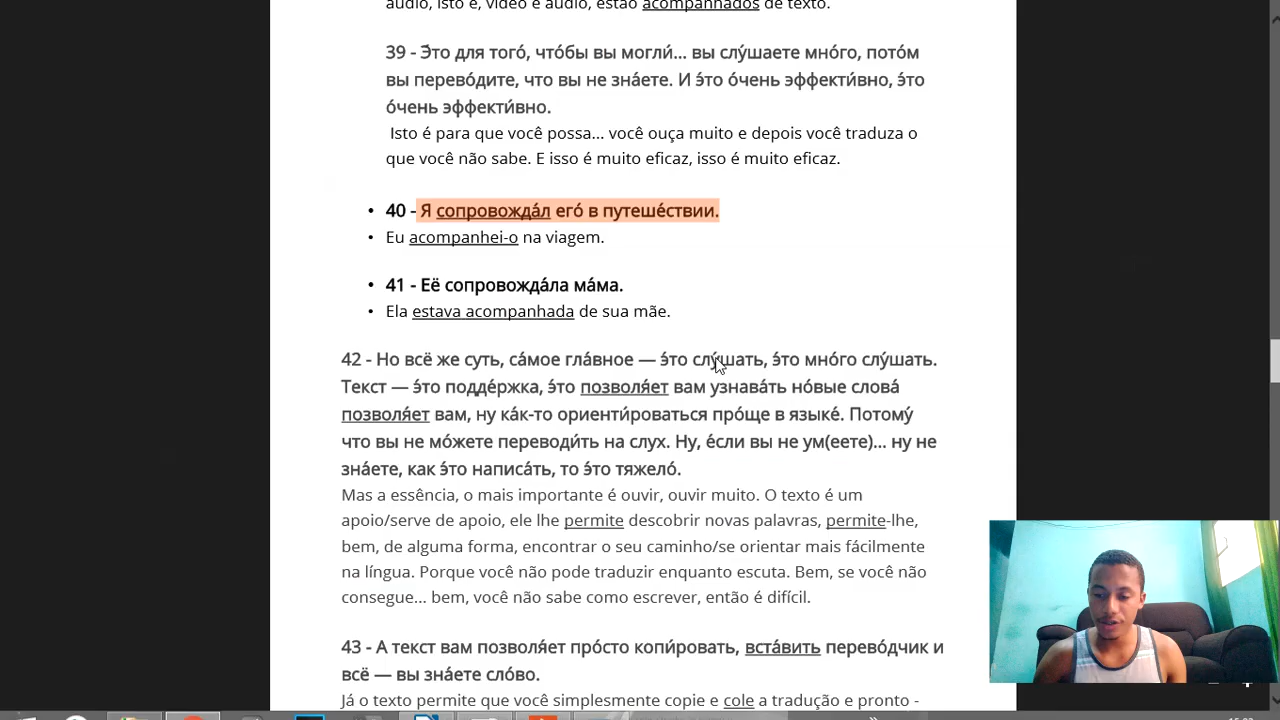 áudio, isto é, vídeo e áudio, estão acompanhados de texto.
39 - Э́то для того́, что́бы вы могли́... вы слу́шаете мно́го, пото́м
вы перево́дите, что вы не зна́ете. И э́то о́чень эффекти́вно, э́то
о́чень эффекти́вно.
Isto é para que você possa... você ouça muito e depois você traduza o
que você não sabe. E isso é muito eficaz, isso é muito eficaz.
• 40 - Я сопровожда́л его́ в путеше́ствии.
• Eu acompanhei-o na viagem.
• 41 - Её сопровожда́ла ма́ма.
• Ela estava acompanhada de sua mãe.
42 - Но всё же суть, са́мое гла́вное — э́то слу́шать, э́то мно́го слу́шать.
Текст — э́то подде́ржка, э́то позволя́ет вам узнава́ть но́вые слова́
позволя́ет вам, ну ка́к-то ориенти́роваться про́ще в языке́. Потому́
что вы не мо́жете переводи́ть на слух. Ну, е́сли вы не ум(еете)... ну не
зна́ете, как э́то написа́ть, то э́то тяжело́.
Mas a essência, o mais importante é ouvir, ouvir muito. O texto é um
apoio/serve de apoio, ele lhe permite descobrir novas palavras, permite-lhe,
bem, de alguma forma, encontrar o seu caminho/se orientar mais fácilmente
na língua. Porque você não pode traduzir enquanto escuta. Bem, se você não
consegue... bem, você não sabe como escrever, então é difícil.
43 - А текст вам позволя́ет про́сто копи́ровать, вста́вить перево́дчик и
всё — вы зна́ете сло́во.
Já o texto permite que você simplesmente copie e cole a tradução e pronto -